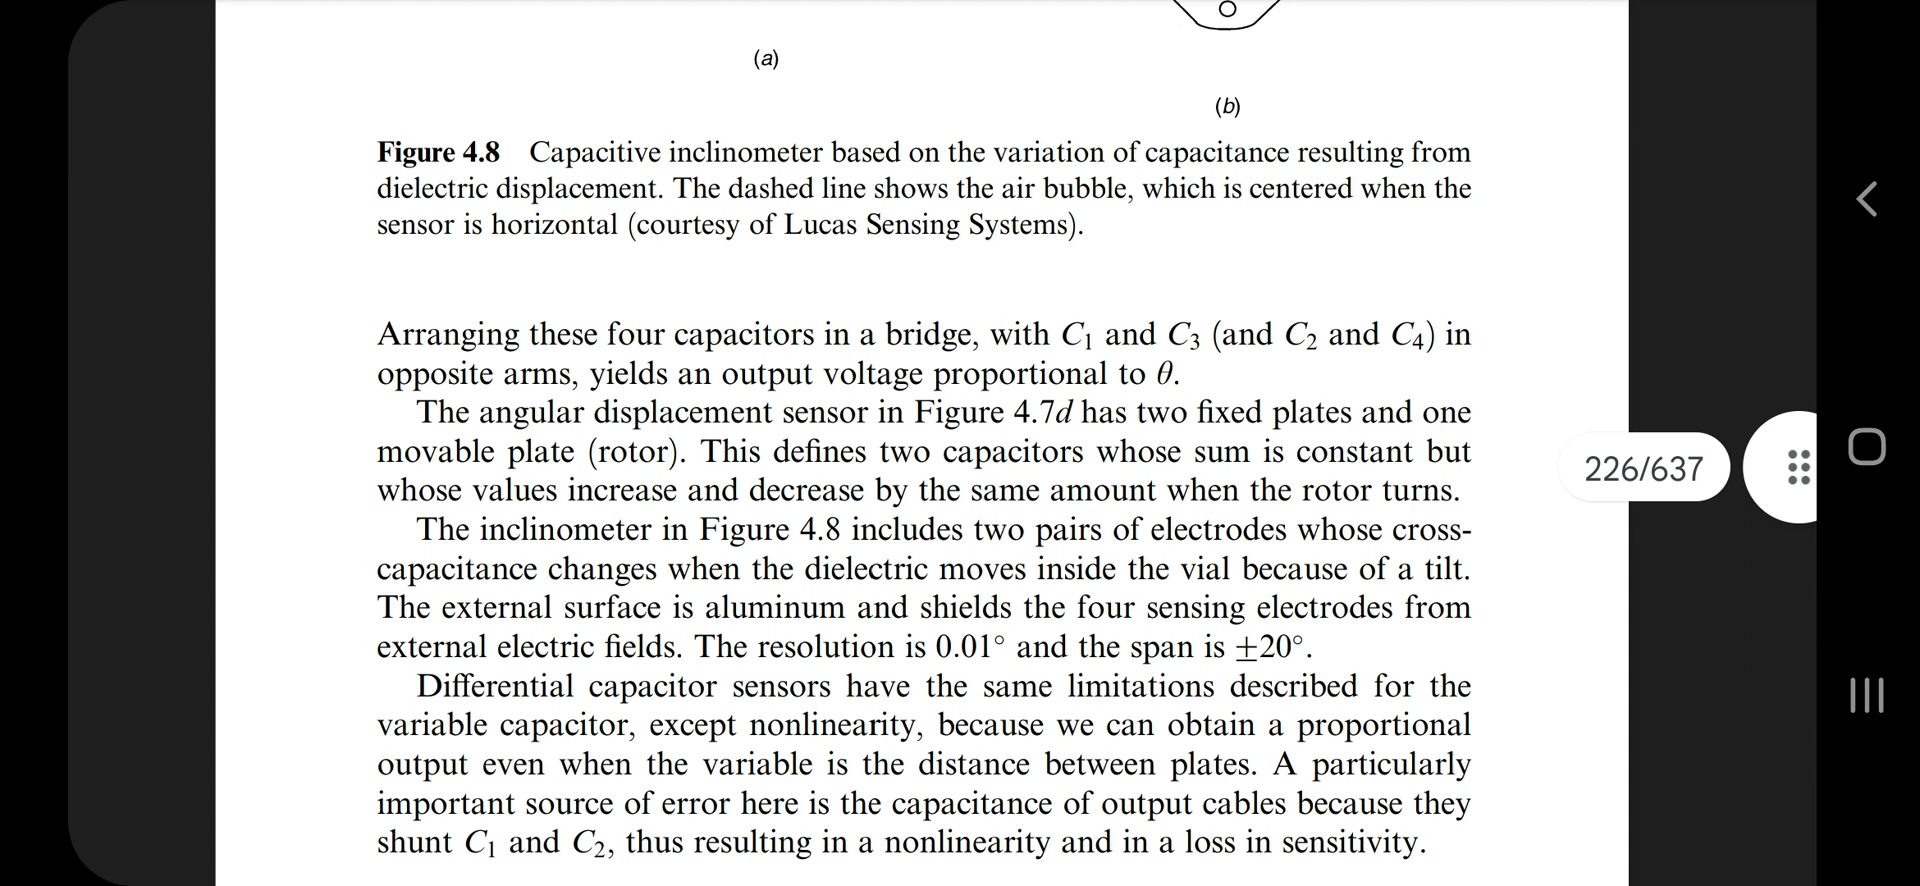 (a)
(b)
Figure 4.8 Capacitive inclinometer based on the variation of capacitance resulting from
dielectric displacement. The dashed line shows the air bubble, which is centered when the
sensor is horizontal (courtesy of Lucas Sensing Systems).
Arranging these four capacitors in a bridge, with C₁ and C₃ (and C₂ and C₄) in
opposite arms, yields an output voltage proportional to θ.
The angular displacement sensor in Figure 4.7d has two fixed plates and one
movable plate (rotor). This defines two capacitors whose sum is constant but
whose values increase and decrease by the same amount when the rotor turns.
The inclinometer in Figure 4.8 includes two pairs of electrodes whose cross-
capacitance changes when the dielectric moves inside the vial because of a tilt.
The external surface is aluminum and shields the four sensing electrodes from
external electric fields. The resolution is 0.01° and the span is ±20°.
Differential capacitor sensors have the same limitations described for the
variable capacitor, except nonlinearity, because we can obtain a proportional
output even when the variable is the distance between plates. A particularly
important source of error here is the capacitance of output cables because they
shunt C₁ and C₂, thus resulting in a nonlinearity and in a loss in sensitivity.
226/637